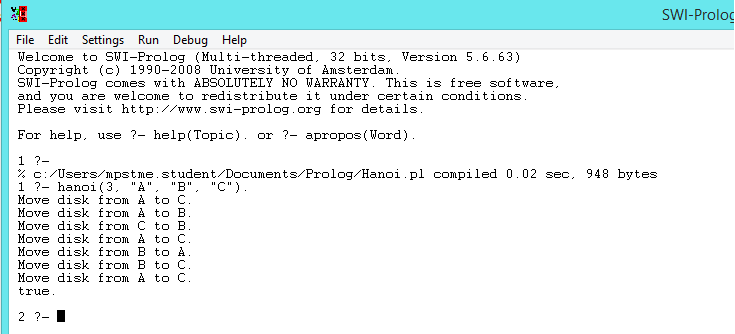 SWI-Prolog
File Edit Settings Run Debug Help
Welcome to SWI-Prolog (Multi-threaded, 32 bits, Version 5.6.63)
Copyright (c) 1990-2008 University of Amsterdam.
SWI-Prolog comes with ABSOLUTELY NO WARRANTY. This is free software,
and you are welcome to redistribute it under certain conditions.
Please visit http://www.swi-prolog.org for details.
For help, use ?- help(Topic). or ?- apropos(Word).
1 ?-
% c:/Users/mpstme.student/Documents/Prolog/Hanoi.pl compiled 0.02 sec, 948 bytes
1 ?- hanoi(3, "A", "B", "C").
Move disk from A to C.
Move disk from A to B.
Move disk from C to B.
Move disk from A to C.
Move disk from B to A.
Move disk from B to C.
Move disk from A to C.
true.
2 ?-